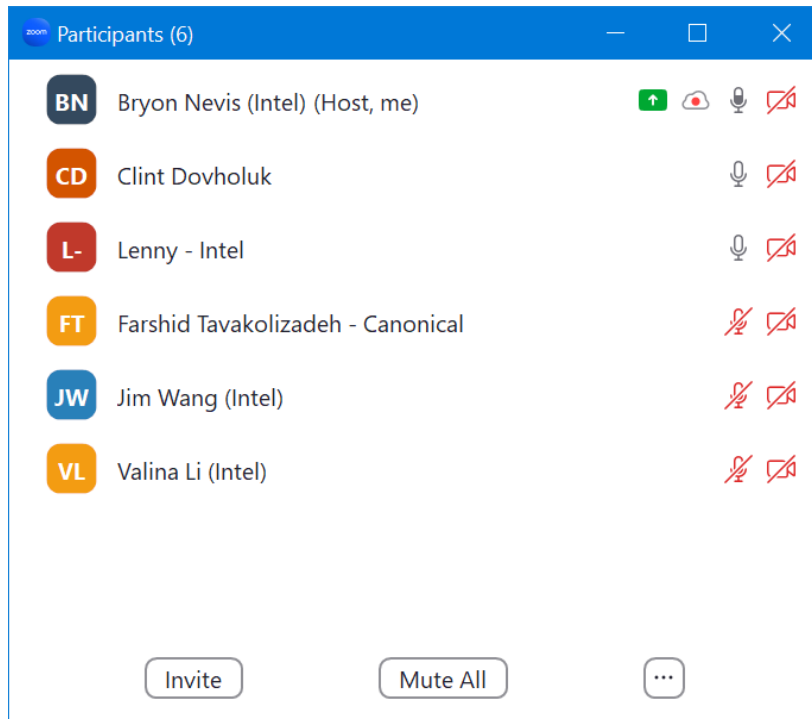 zoom Participants (6)
BN Bryon Nevis (Intel) (Host, me)
CD Clint Dovholuk
L- Lenny - Intel
FT Farshid Tavakolizadeh - Canonical
JW Jim Wang (Intel)
VL Valina Li (Intel)
Invite Mute All ...